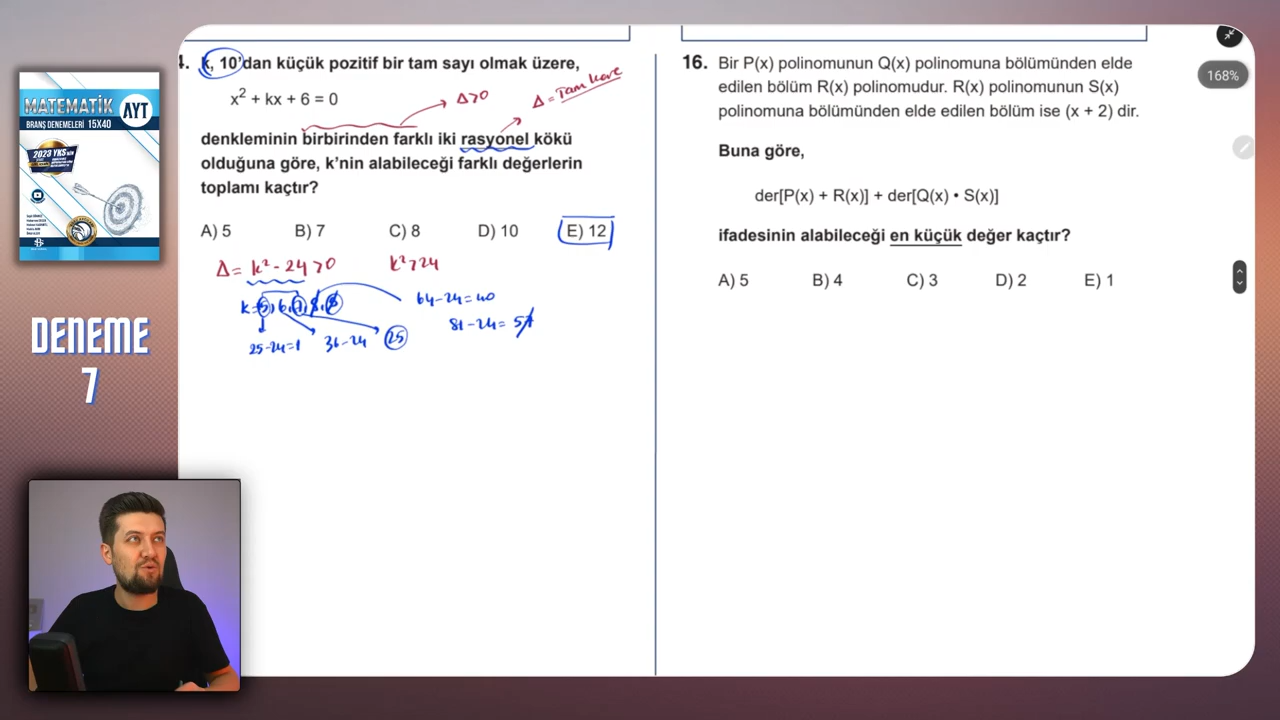 MATEMATİK
AYT
BRANŞ DENEMELERİ 15X40
2023 YKS'NİN
DENEME
7
4. k, 10'dan küçük pozitif bir tam sayı olmak üzere,
x² + kx + 6 = 0
Δ>0
Δ = Tam kare
denkleminin birbirinden farklı iki rasyonel kökü
olduğuna göre, k'nin alabileceği farklı değerlerin
toplamı kaçtır?
A) 5 B) 7 C) 8 D) 10 E) 12
Δ = k² - 24 > 0 k² > 24
k=5, 6, 7, 8, 9
64-24=40
81-24=57
25-24=1 36-24 25
168%
16. Bir P(x) polinomunun Q(x) polinomuna bölümünden elde
edilen bölüm R(x) polinomudur. R(x) polinomunun S(x)
polinomuna bölümünden elde edilen bölüm ise (x + 2) dir.
Buna göre,
der[P(x) + R(x)] + der[Q(x) • S(x)]
ifadesinin alabileceği en küçük değer kaçtır?
A) 5 B) 4 C) 3 D) 2 E) 1